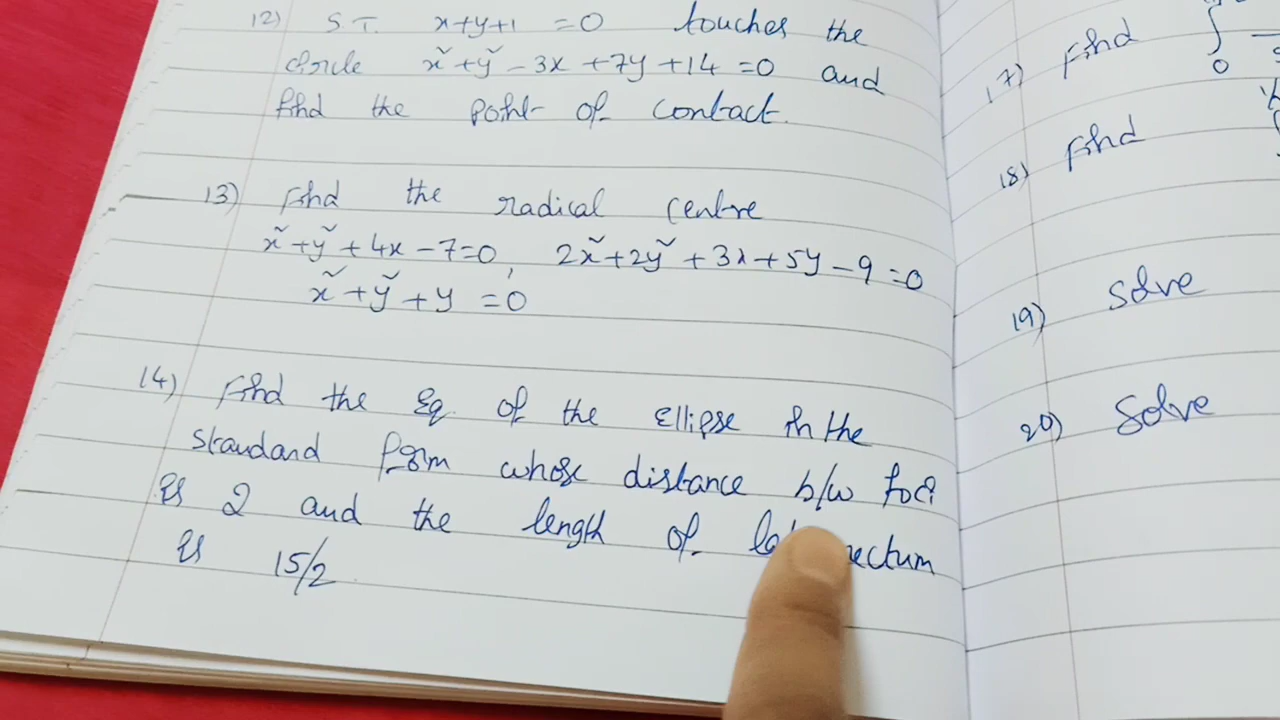 12) S.T. x+y+1 =0 touches the
circle x²+y² -3x +7y +14 =0 and
find the point of contact.
13) Find the radical centre
x²+y²+4x-7=0, 2x²+2y²+3x+5y-9=0
x²+y²+y =0
14) Find the Eq. of the Ellipse in the
standard form whose distance b/w foci
is 2 and the length of rectum
is 15/2
17) Find ∫ 0
18) Find
19) Solve
20) Solve